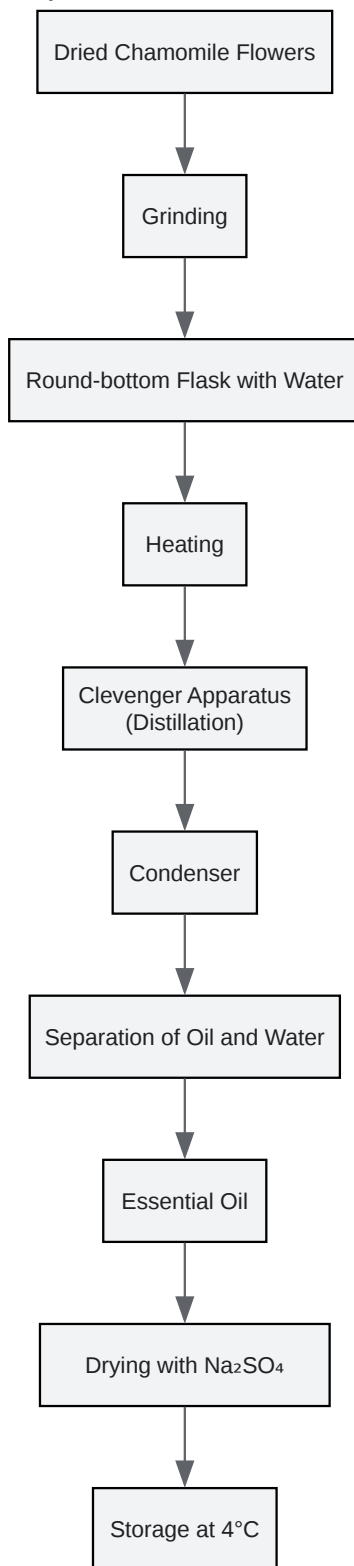 Dried Chamomile Flowers
Grinding
Round-bottom Flask with Water
Heating
Clevenger Apparatus
(Distillation)
Condenser
Separation of Oil and Water
Essential Oil
Drying with Na₂SO₄
Storage at 4°C